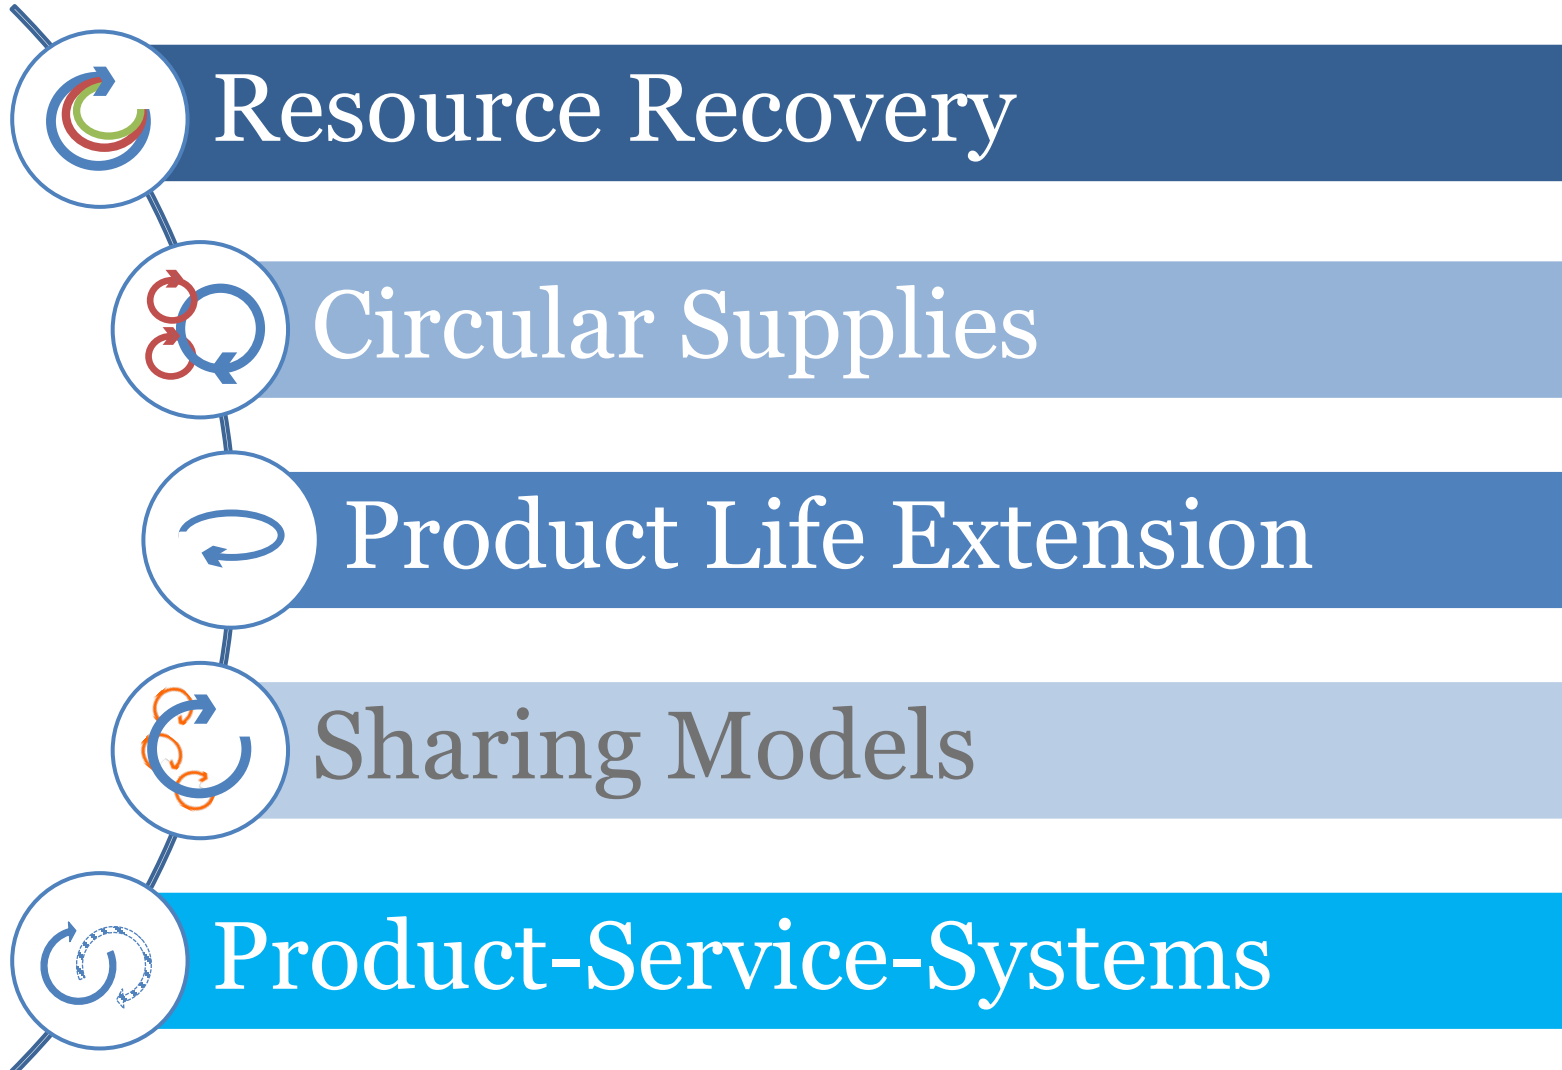 Resource Recovery
Circular Supplies
Product Life Extension
Sharing Models
Product-Service-Systems